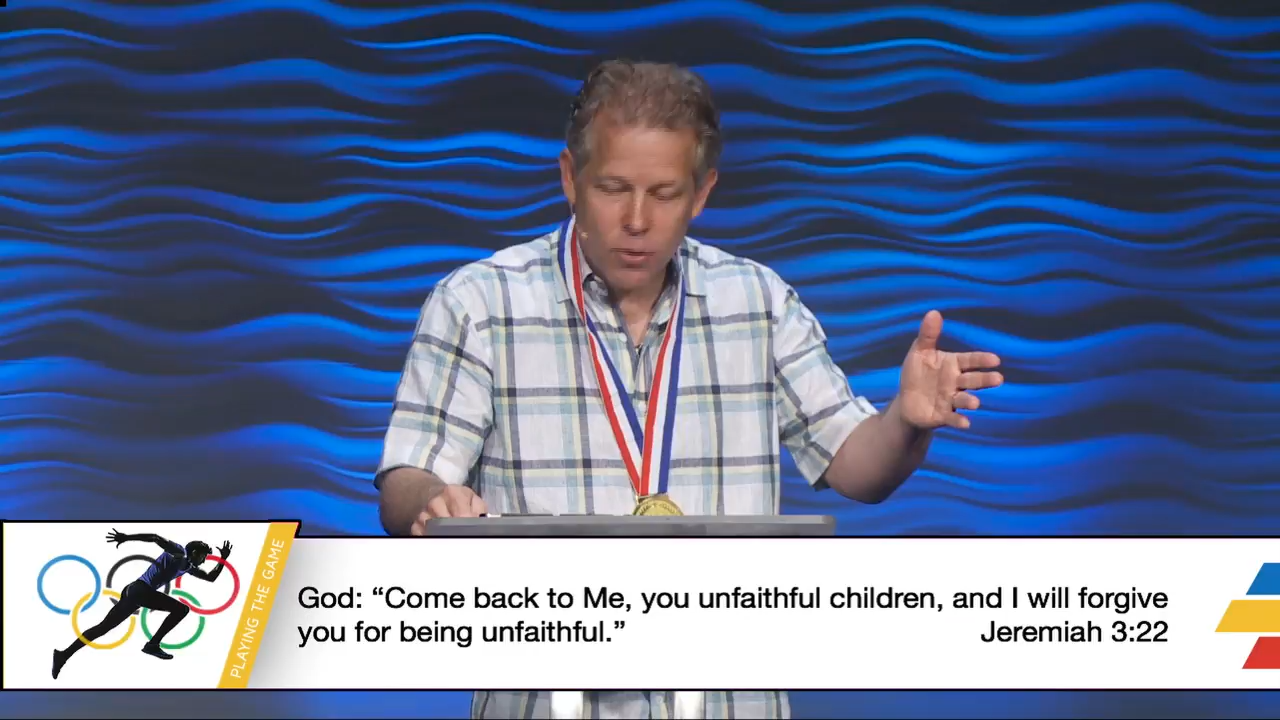 PLAYING THE GAME
God: “Come back to Me, you unfaithful children, and I will forgive
you for being unfaithful.” Jeremiah 3:22